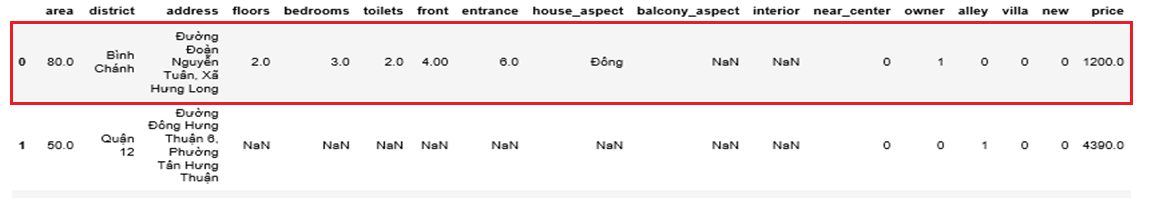 area district address floors bedrooms toilets front entrance house_aspect balcony_aspect interior near_center owner alley villa new price
0 80.0 Bình Chánh Đường Đoàn Nguyễn Tuân, Xã Hưng Long 2.0 3.0 2.0 4.00 6.0 Đông NaN NaN 0 1 0 0 0 1200.0
1 50.0 Quận 12 Đường Đông Hưng Thuận 6, Phường Tân Hưng Thuận NaN NaN NaN NaN NaN NaN NaN NaN 0 0 1 0 0 4390.0